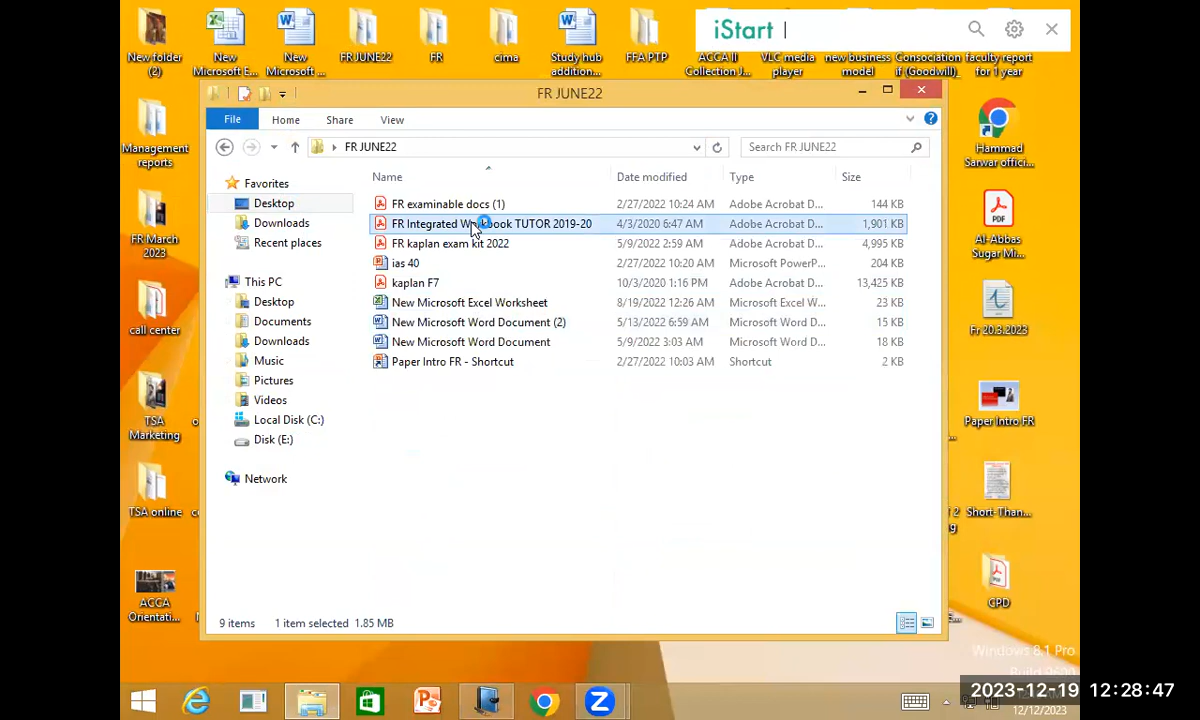 iStart
New folder
(2)
New
Microsoft E...
New
Microsoft ...
FR JUNE22
FR
cima
Study hub
addition...
FFA PTP
ACCA II
Collection J...
VLC media
player
new business
model
Consociation
if (Goodwill)_
faculty report
for 1 year
FR JUNE22
File
Home
Share
View
FR JUNE22
Search FR JUNE22
Name
Date modified
Type
Size
FR examinable docs (1) 2/27/2022 10:24 AM Adobe Acrobat D... 144 KB
FR Integrated Workbook TUTOR 2019-20 4/3/2020 6:47 AM Adobe Acrobat D... 1,901 KB
FR kaplan exam kit 2022 5/9/2022 2:59 AM Adobe Acrobat D... 4,995 KB
ias 40 2/27/2022 10:20 AM Microsoft PowerP... 204 KB
kaplan F7 10/3/2020 1:16 PM Adobe Acrobat D... 13,425 KB
New Microsoft Excel Worksheet 8/19/2022 12:26 AM Microsoft Excel W... 23 KB
New Microsoft Word Document (2) 5/13/2022 6:59 AM Microsoft Word D... 15 KB
New Microsoft Word Document 5/9/2022 3:03 AM Microsoft Word D... 18 KB
Paper Intro FR - Shortcut 2/27/2022 10:03 AM Shortcut 2 KB
Favorites
Desktop
Downloads
Recent places
This PC
Desktop
Documents
Downloads
Music
Pictures
Videos
Local Disk (C:)
Disk (E:)
Network
9 items
1 item selected 1.85 MB
Management
reports
FR March
2023
call center
TSA
Marketing
TSA online
ACCA
Orientati...
Hammad
Sarwar offici...
PDF
Al-Abbas
Sugar Mi...
Fr 20.3.2023
Paper Intro FR
Short-Than...
CPD
Windows 8.1 Pro
Build 9600
2023-12-19 12:28:47
12/12/2023